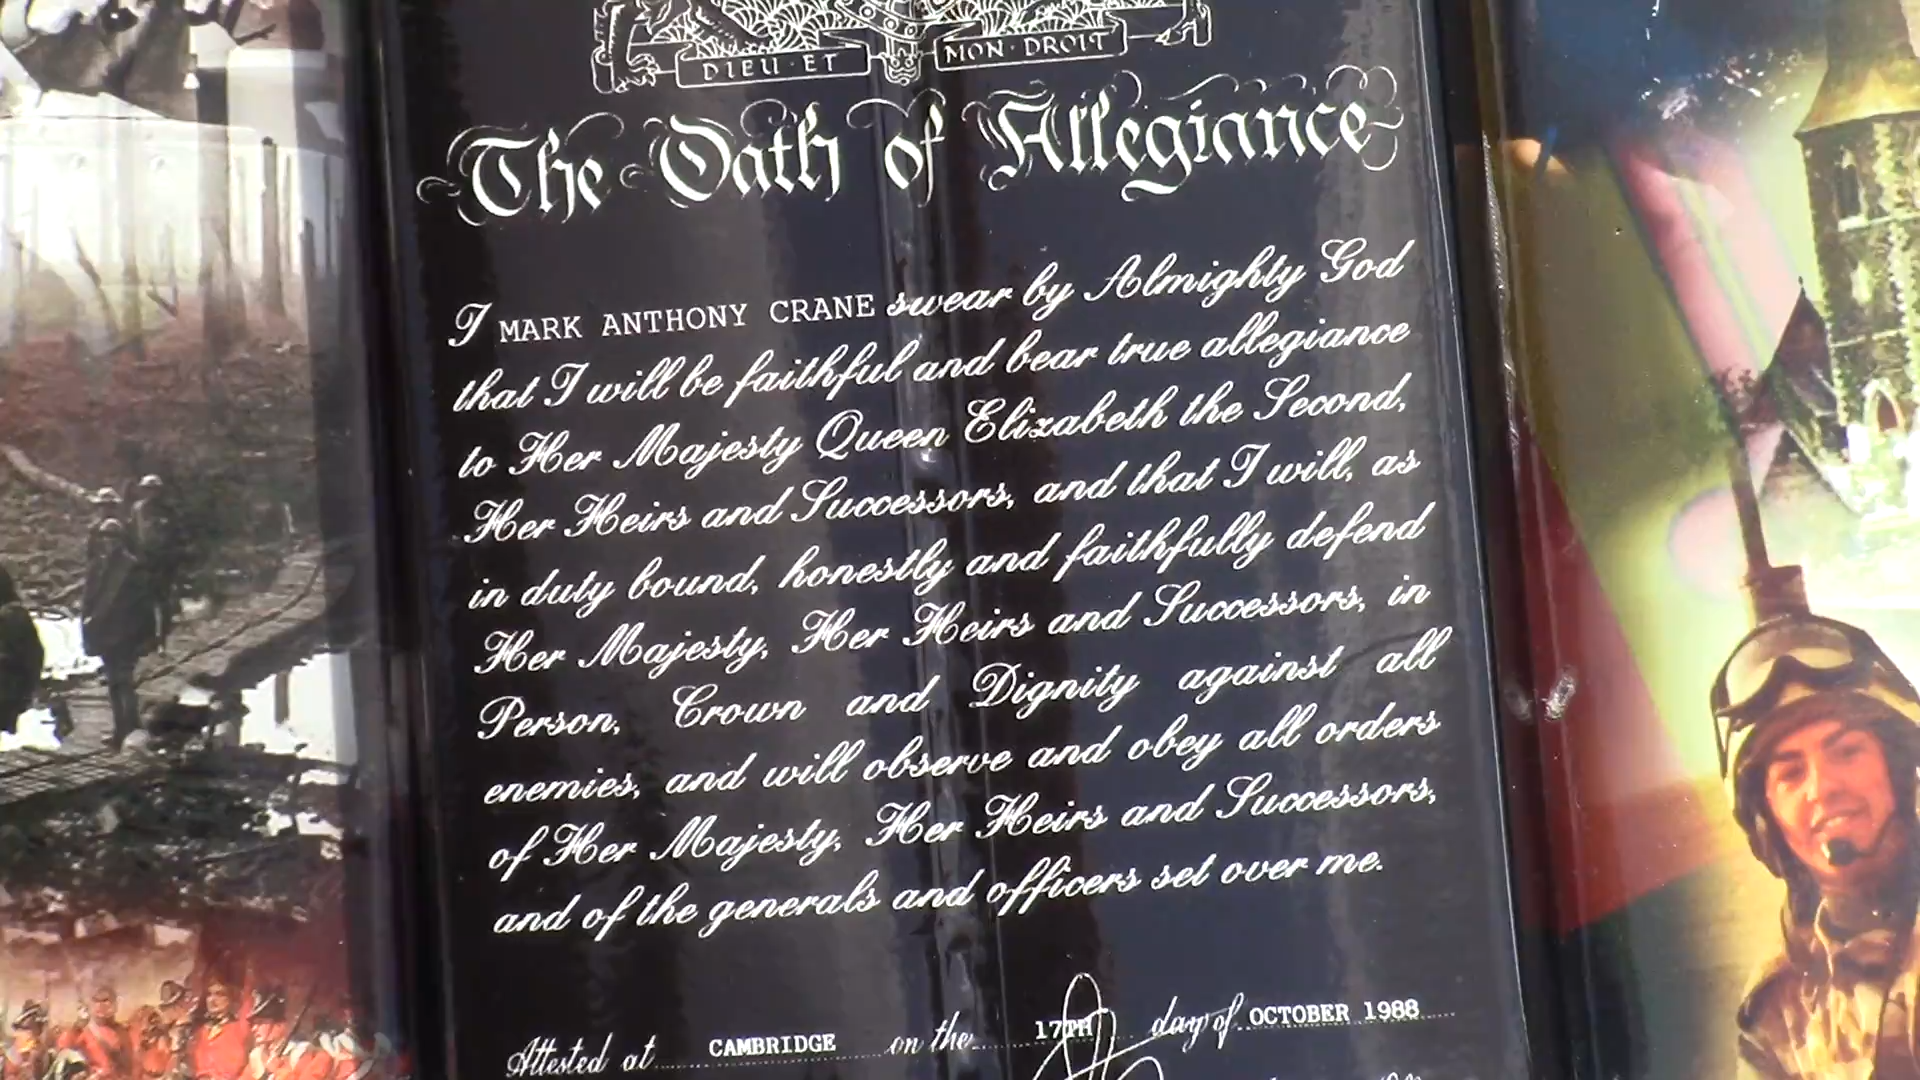 DIEU·ET MON·DROIT
The Oath of Allegiance
I MARK ANTHONY CRANE swear by Almighty God
that I will be faithful and bear true allegiance
to Her Majesty Queen Elizabeth the Second,
Her Heirs and Successors, and that I will, as
in duty bound, honestly and faithfully defend
Her Majesty, Her Heirs and Successors, in
Person, Crown and Dignity against all
enemies, and will observe and obey all orders
of Her Majesty, Her Heirs and Successors,
and of the generals and officers set over me.
Attested at CAMBRIDGE on the 17TH day of OCTOBER 1988